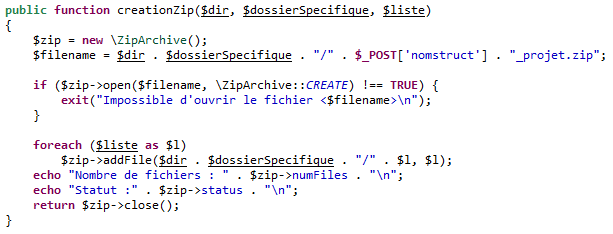 public function creationZip($dir, $dossierSpecifique, $liste)
{
    $zip = new \ZipArchive();
    $filename = $dir . $dossierSpecifique . "/" . $_POST['nomstruct'] . "_projet.zip";

    if ($zip->open($filename, \ZipArchive::CREATE) !== TRUE) {
        exit("Impossible d'ouvrir le fichier <$filename>\n");
    }

    foreach ($liste as $l)
        $zip->addFile($dir . $dossierSpecifique . "/" . $l, $l);
    echo "Nombre de fichiers : " . $zip->numFiles . "\n";
    echo "Statut :" . $zip->status . "\n";
    return $zip->close();
}